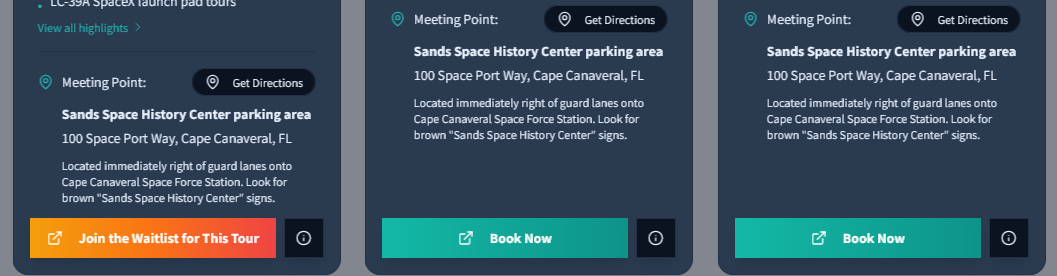 LC-39A SpaceX launch pad tours
View all highlights
Meeting Point:
Get Directions
Sands Space History Center parking area
100 Space Port Way, Cape Canaveral, FL
Located immediately right of guard lanes onto
Cape Canaveral Space Force Station. Look for
brown "Sands Space History Center" signs.
Join the Waitlist for This Tour
Meeting Point:
Get Directions
Sands Space History Center parking area
100 Space Port Way, Cape Canaveral, FL
Located immediately right of guard lanes onto
Cape Canaveral Space Force Station. Look for
brown "Sands Space History Center" signs.
Book Now
Meeting Point:
Get Directions
Sands Space History Center parking area
100 Space Port Way, Cape Canaveral, FL
Located immediately right of guard lanes onto
Cape Canaveral Space Force Station. Look for
brown "Sands Space History Center" signs.
Book Now